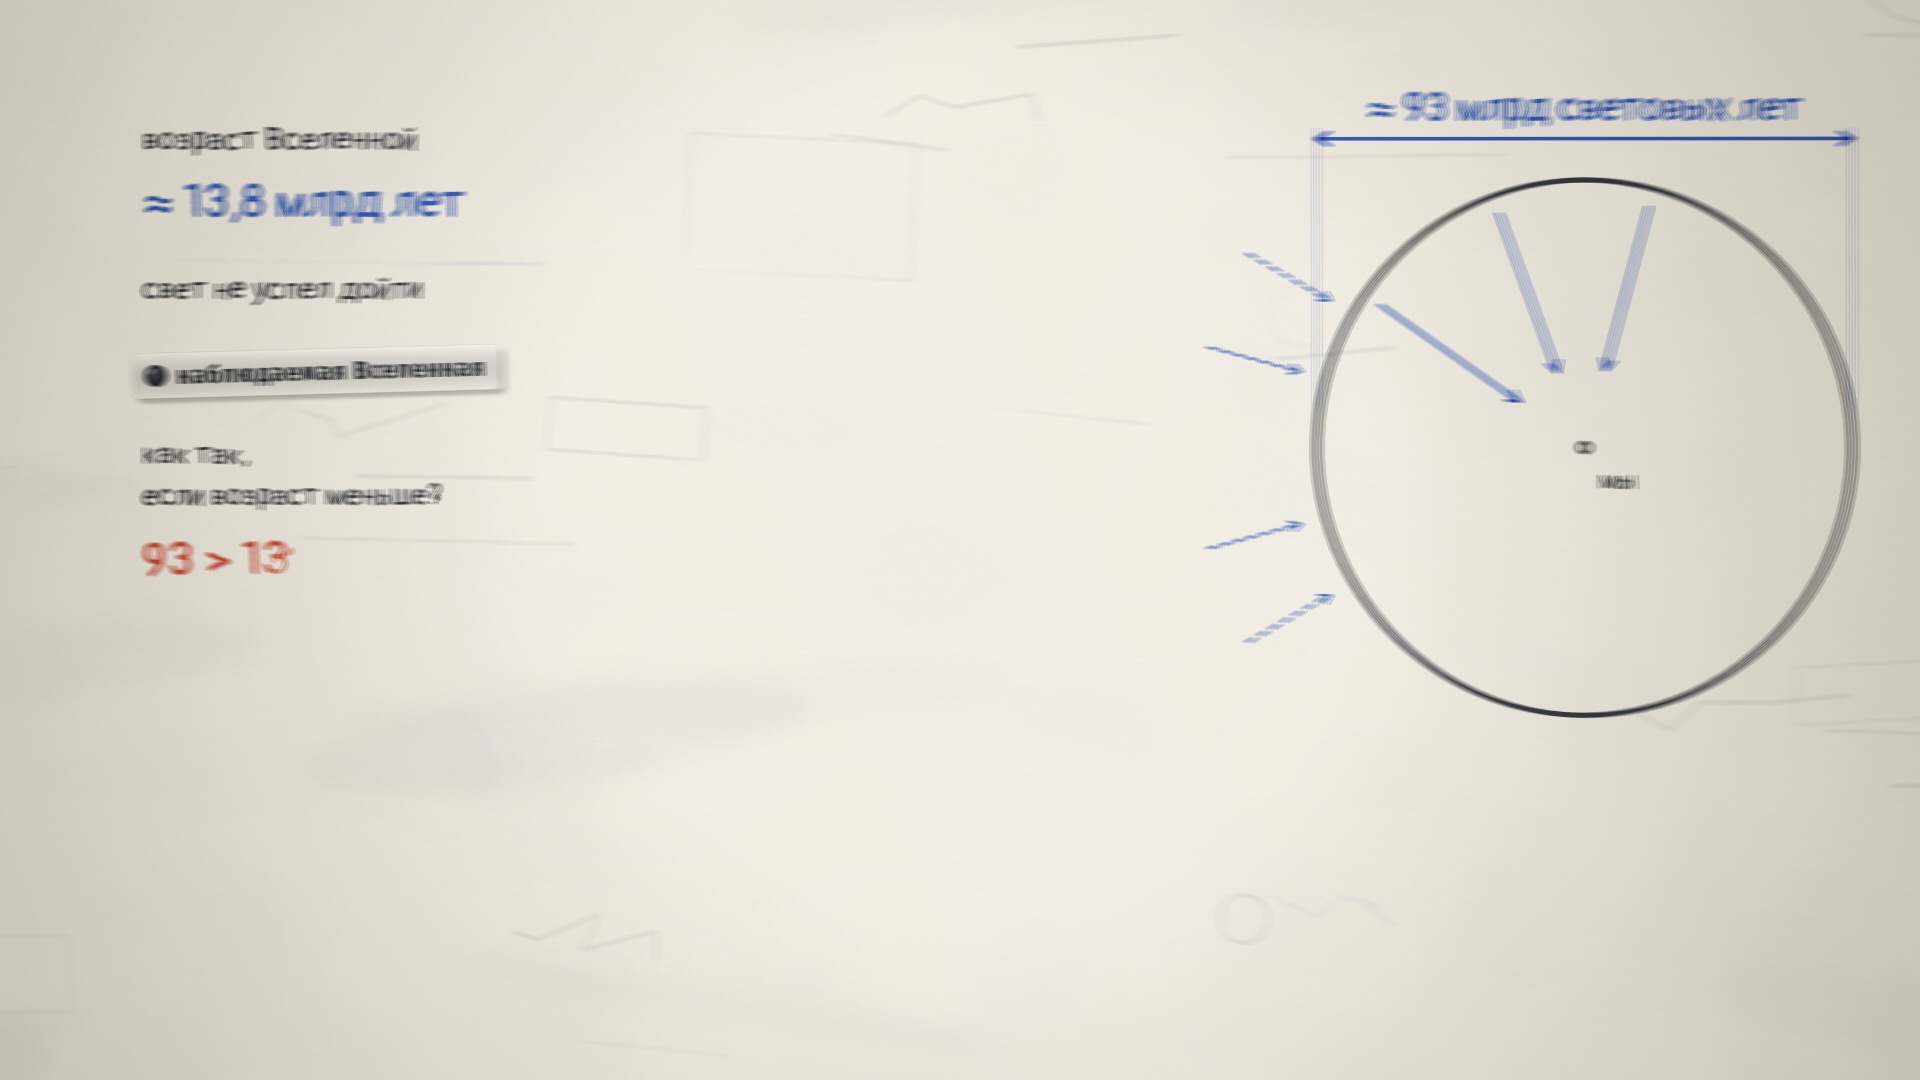 возраст Вселенной
≈ 13,8 млрд лет
свет не успел дойти
наблюдаемая Вселенная
как так,
если возраст меньше?
93 > 13
≈ 93 млрд световых лет
мы